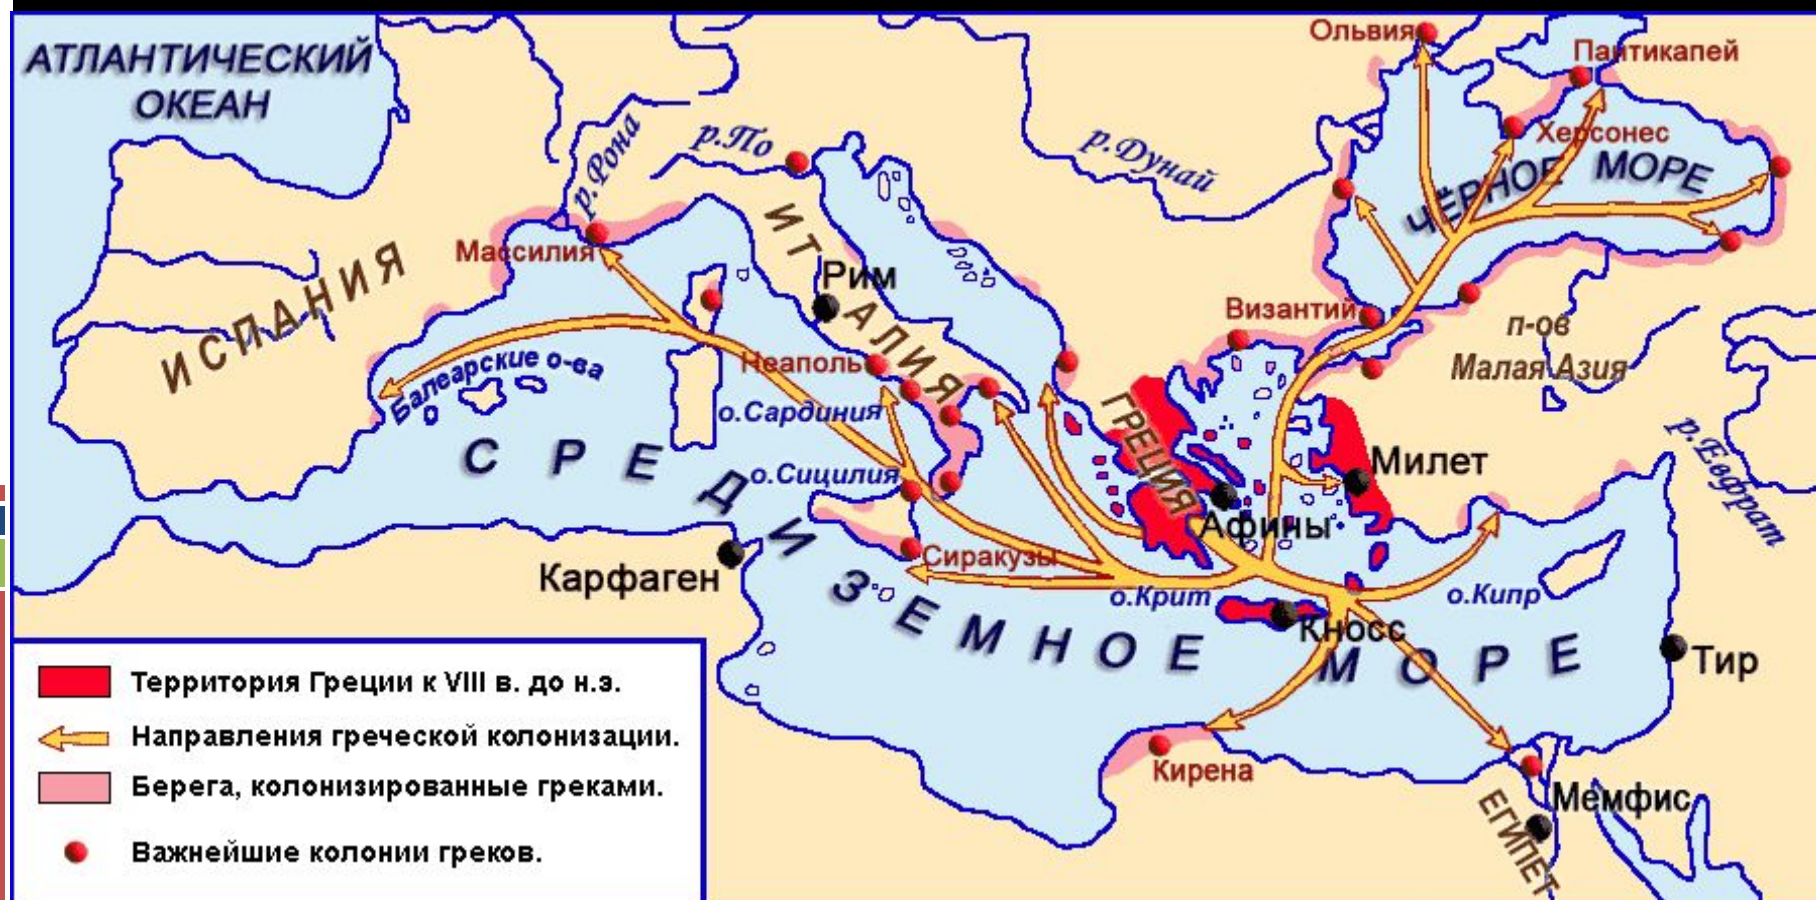 АТЛАНТИЧЕСКИЙ
ОКЕАН
Ольвия
Пантикапей
Херсонес
ЧЁРНОЕ МОРЕ
р.Рона
р.По
р.Дунай
Массилия
ИСПАНИЯ
ИТАЛИЯ
Рим
Византий
п-ов
Малая Азия
Балеарские о-ва
Неаполь
о.Сардиния
ГРЕЦИЯ
Милет
р.Евфрат
о.Сицилия
Афины
СРЕДИЗЕМНОЕ МОРЕ
Карфаген
Сиракузы
о.Крит
о.Кипр
Кносс
Тир
Кирена
Мемфис
ЕГИПЕТ
Территория Греции к VIII в. до н.э.
Направления греческой колонизации.
Берега, колонизированные греками.
Важнейшие колонии греков.